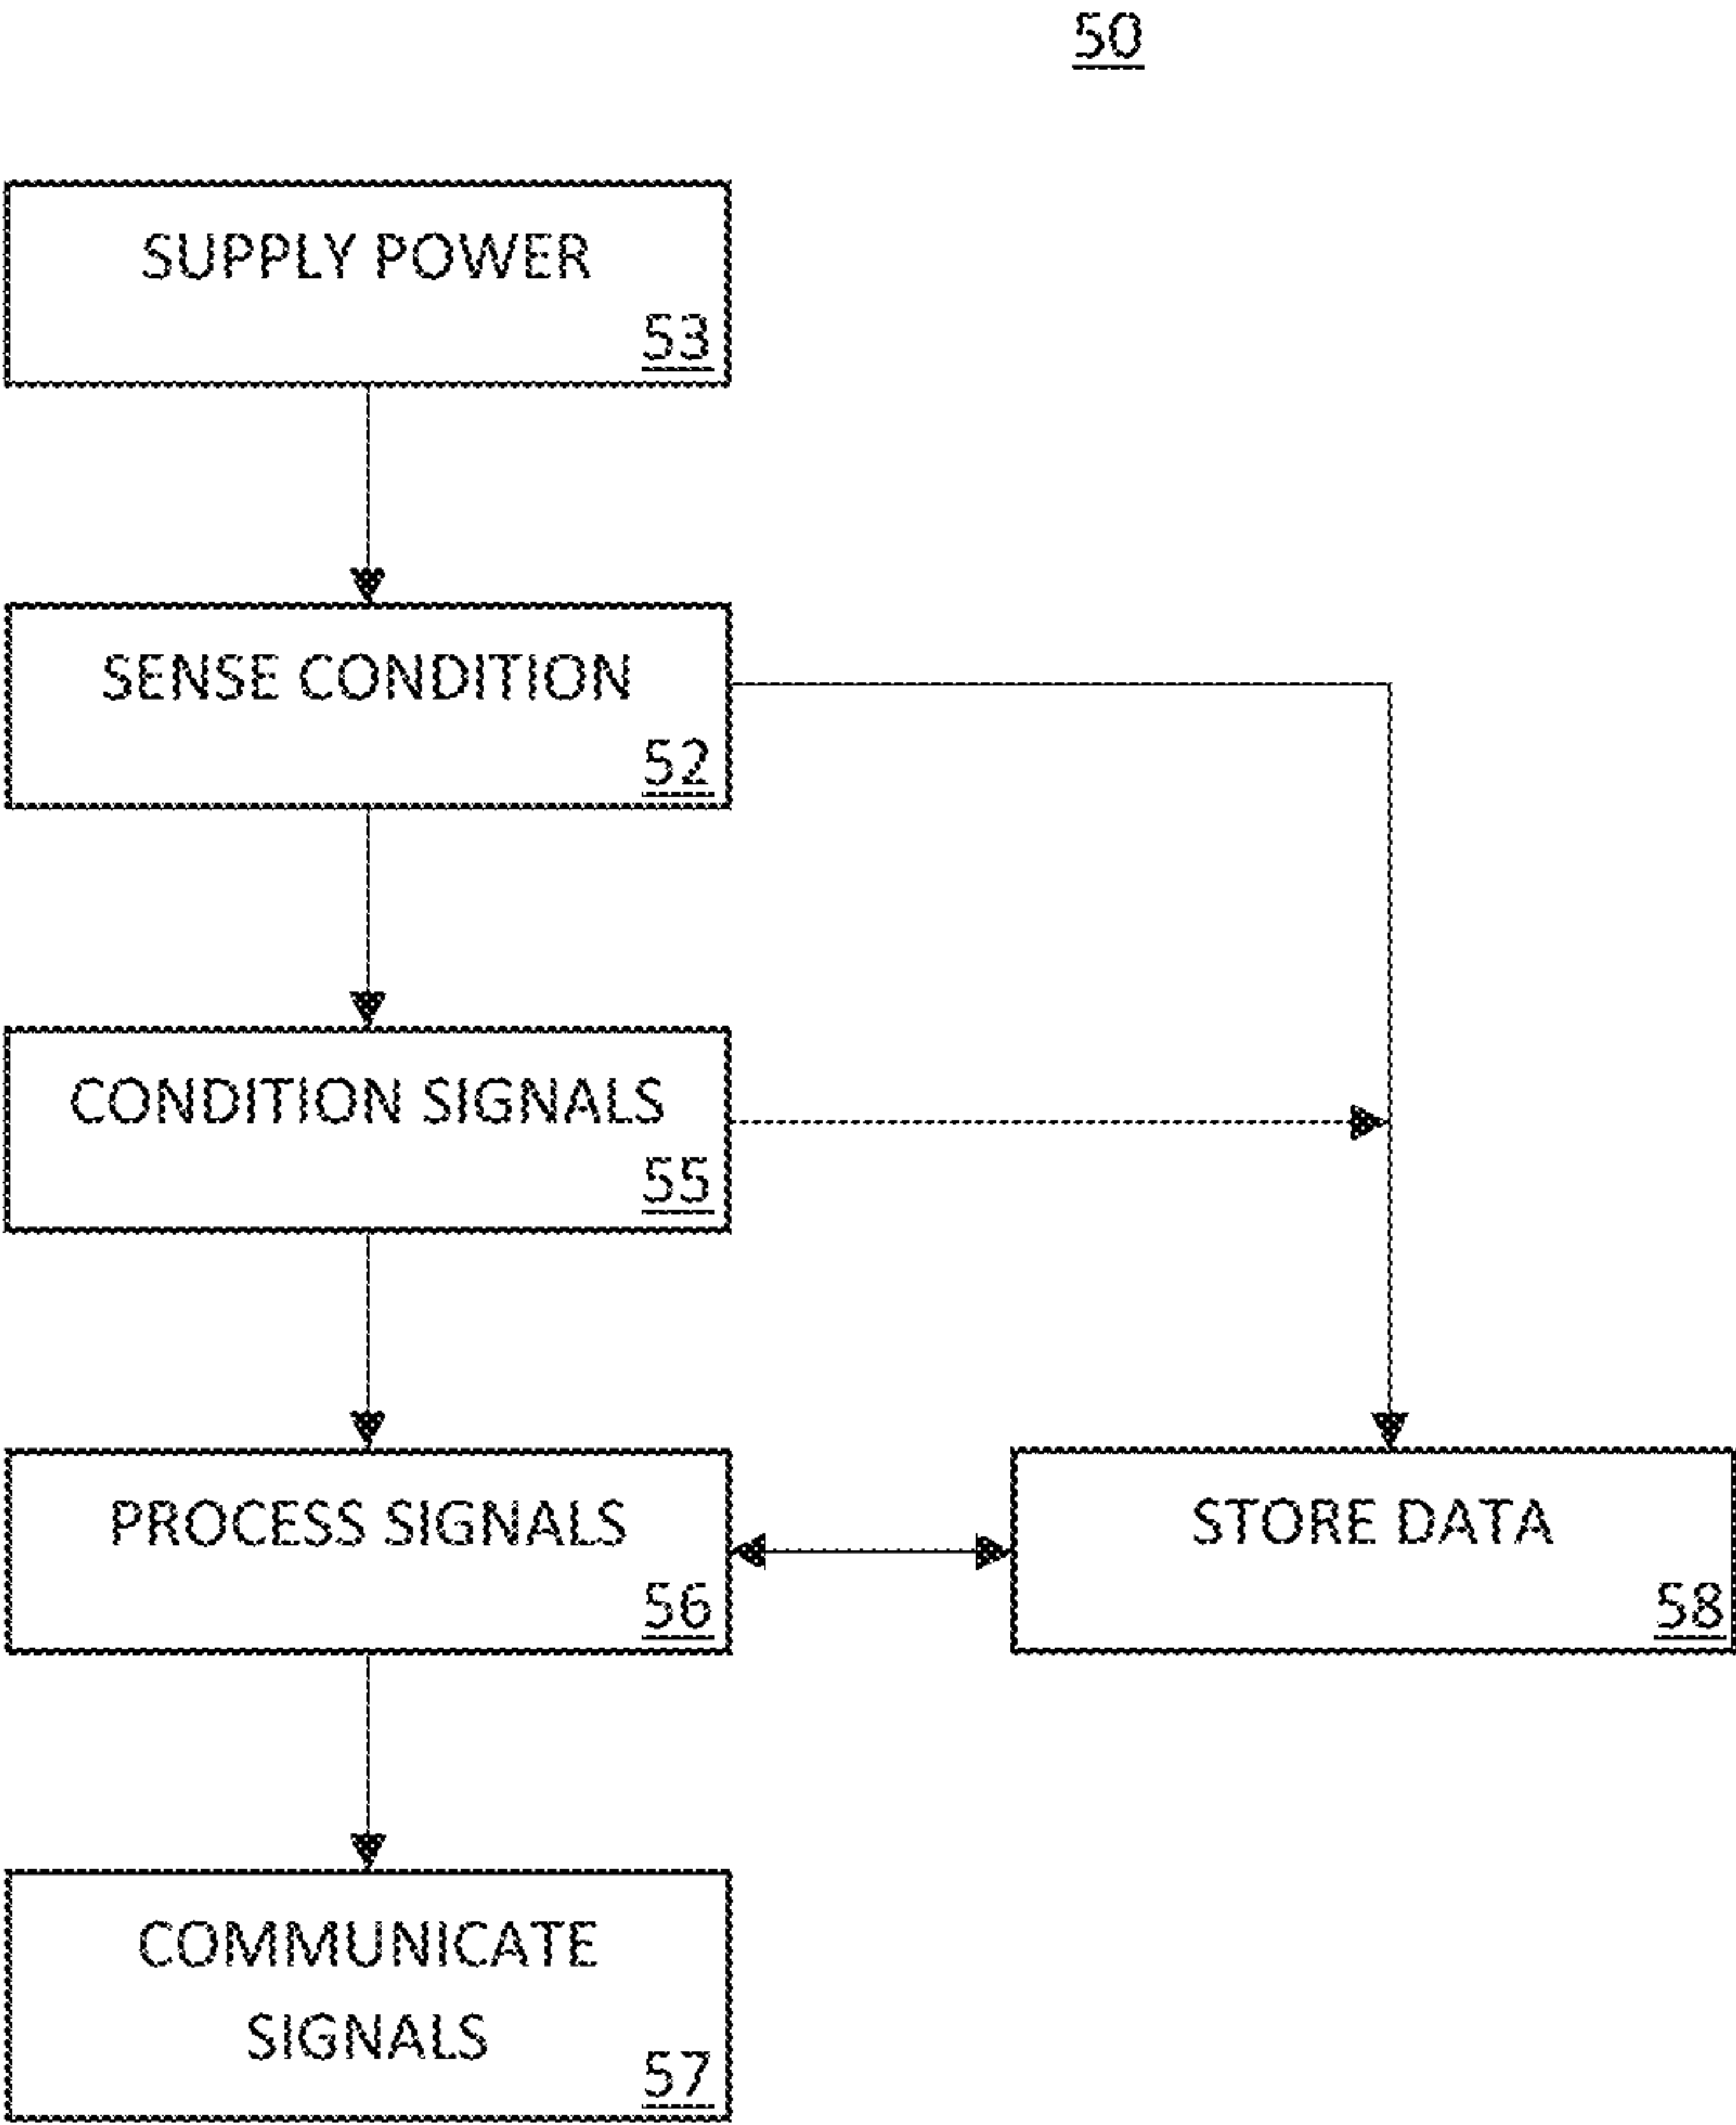 50
SUPPLY POWER
53
SENSE CONDITION
52
CONDITION SIGNALS
55
PROCESS SIGNALS
56
STORE DATA
58
COMMUNICATE
SIGNALS
57